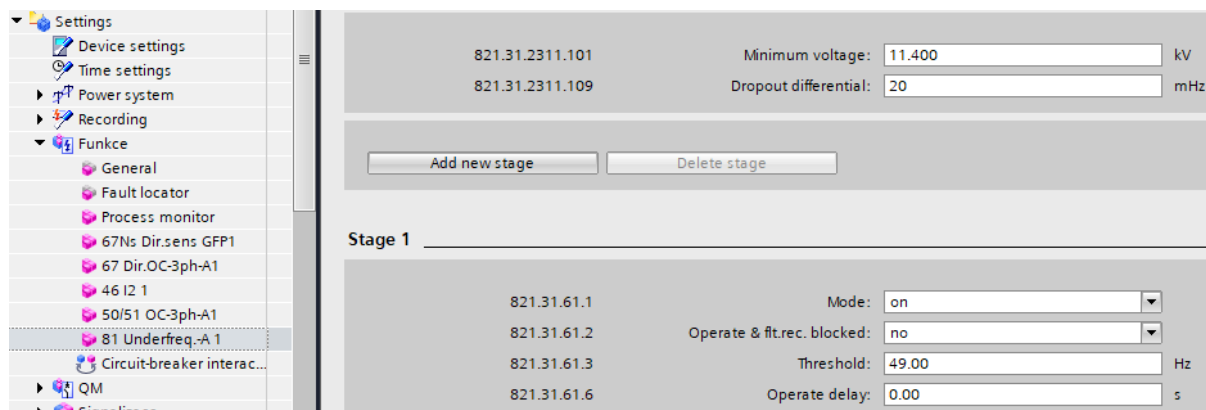 Settings
Device settings
Time settings
Power system
Recording
Funkce
General
Fault locator
Process monitor
67Ns Dir.sens GFP1
67 Dir.OC-3ph-A1
46 I2 1
50/51 OC-3ph-A1
81 Underfreq.-A 1
Circuit-breaker interac...
QM
821.31.2311.101 Minimum voltage: 11.400 kV
821.31.2311.109 Dropout differential: 20 mHz
Add new stage Delete stage
Stage 1
821.31.61.1 Mode: on
821.31.61.2 Operate & flt.rec. blocked: no
821.31.61.3 Threshold: 49.00 Hz
821.31.61.6 Operate delay: 0.00 s